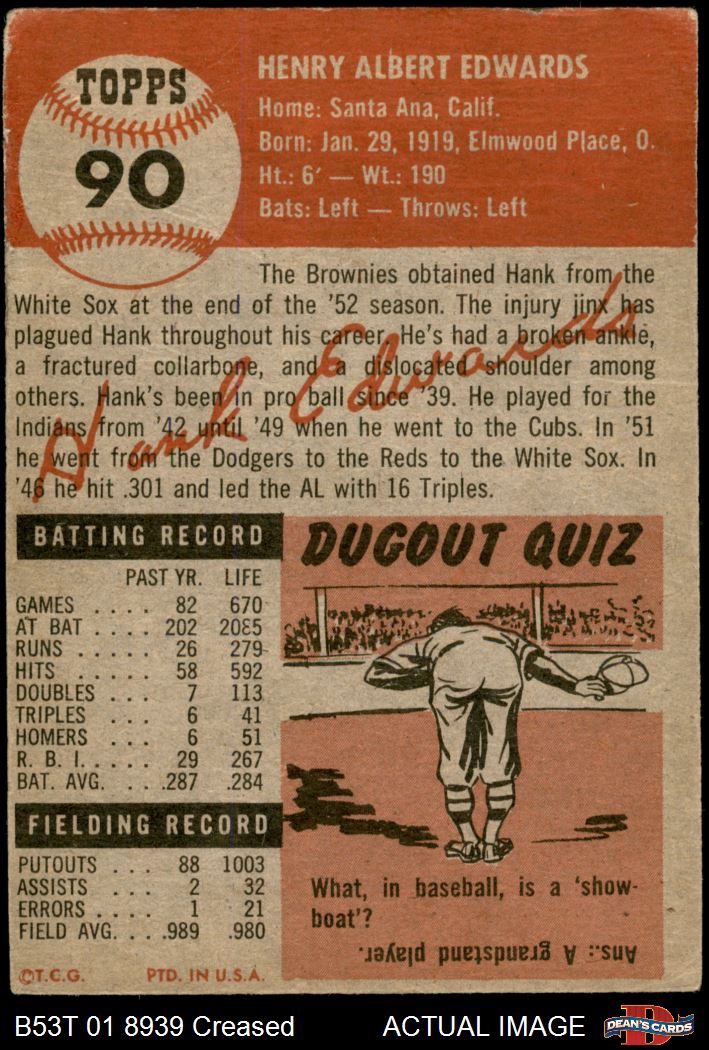 TOPPS
90
HENRY ALBERT EDWARDS
Home: Santa Ana, Calif.
Born: Jan. 29, 1919, Elmwood Place, O.
Ht.: 6' — Wt.: 190
Bats: Left — Throws: Left
The Brownies obtained Hank from the
White Sox at the end of the '52 season. The injury jinx has
plagued Hank throughout his career. He's had a broken ankle,
a fractured collarbone, and a dislocated shoulder among
others. Hank's been in pro ball since '39. He played for the
Indians from '42 until '49 when he went to the Cubs. In '51
he went from the Dodgers to the Reds to the White Sox. In
'46 he hit .301 and led the AL with 16 Triples.
Hank Edwards
BATTING RECORD
PAST YR. LIFE
GAMES . . . . 82 670
AT BAT . . . . 202 2085
RUNS . . . . . 26 279
HITS . . . . . 58 592
DOUBLES . . . 7 113
TRIPLES . . . 6 41
HOMERS . . . 6 51
R. B. I. . . . . 29 267
BAT. AVG. . . .287 .284
FIELDING RECORD
PUTOUTS . . . 88 1003
ASSISTS . . . 2 32
ERRORS . . . . 1 21
FIELD AVG. . . .989 .980
©T.C.G. PTD. IN U.S.A.
DUGOUT QUIZ
What, in baseball, is a 'show-
boat'?
Ans.: A grandstand player.
B53T 01 8939 Creased ACTUAL IMAGE
D
DEAN'S CARDS